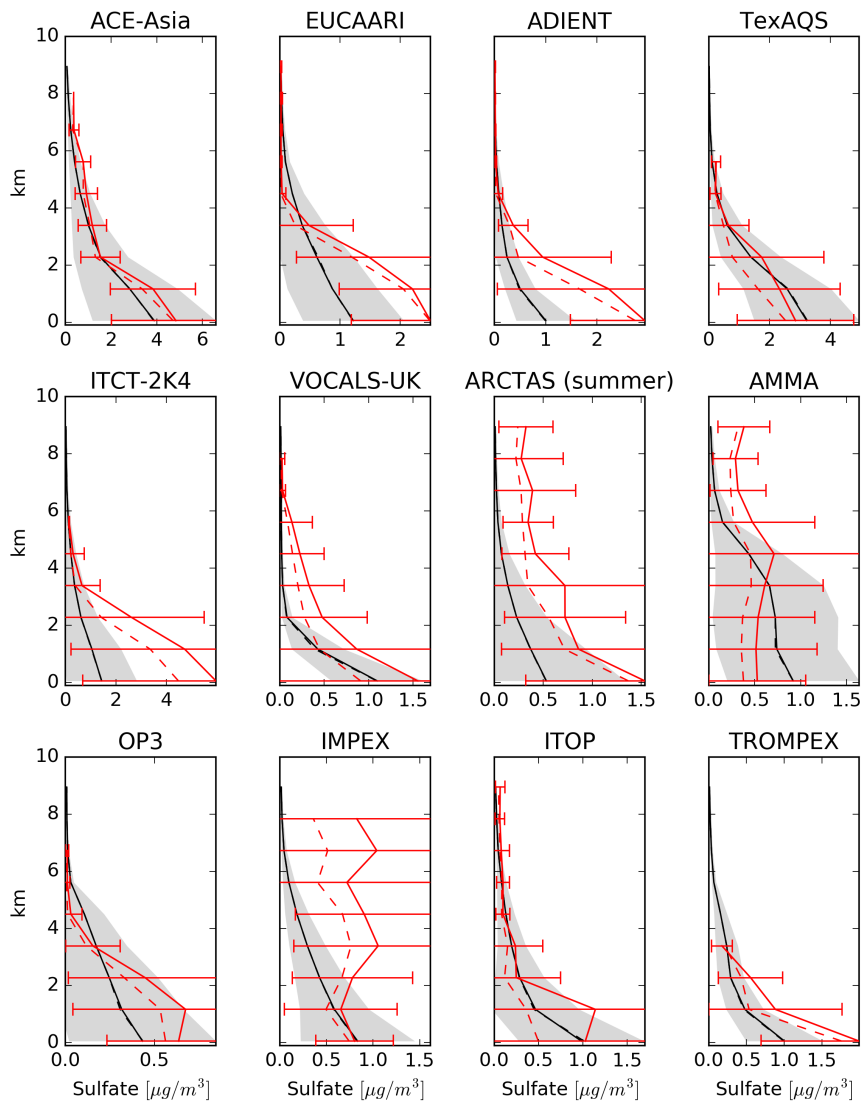 ACE-Asia EUCAARI ADIENT TexAQS
10
8
6
km
4
2
0
0 2 4 6 0 1 2 0 1 2 0.0 2.5 5.0
ITCT-2K4 VOCALS-UK ARCTAS (summer) AMMA
10
8
6
km
4
2
0
0 2 4 0.0 0.5 1.0 1.5 0.0 0.5 1.0 1.5 0.0 0.5 1.0 1.5
OP3 IMPEX ITOP TROMPEX
10
8
6
km
4
2
0
0.0 0.5 0.0 0.5 1.0 1.5 0.0 0.5 1.0 1.5 0.0 0.5 1.0 1.5
Sulfate [μg/m³] Sulfate [μg/m³] Sulfate [μg/m³] Sulfate [μg/m³]